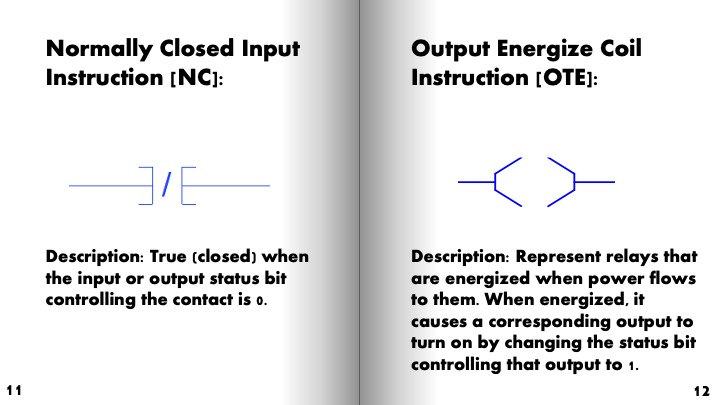 Normally Closed Input
Instruction [NC]:
/
Description: True (closed) when
the input or output status bit
controlling the contact is 0.
11
Output Energize Coil
Instruction [OTE]:
Description: Represent relays that
are energized when power flows
to them. When energized, it
causes a corresponding output to
turn on by changing the status bit
controlling that output to 1.
12